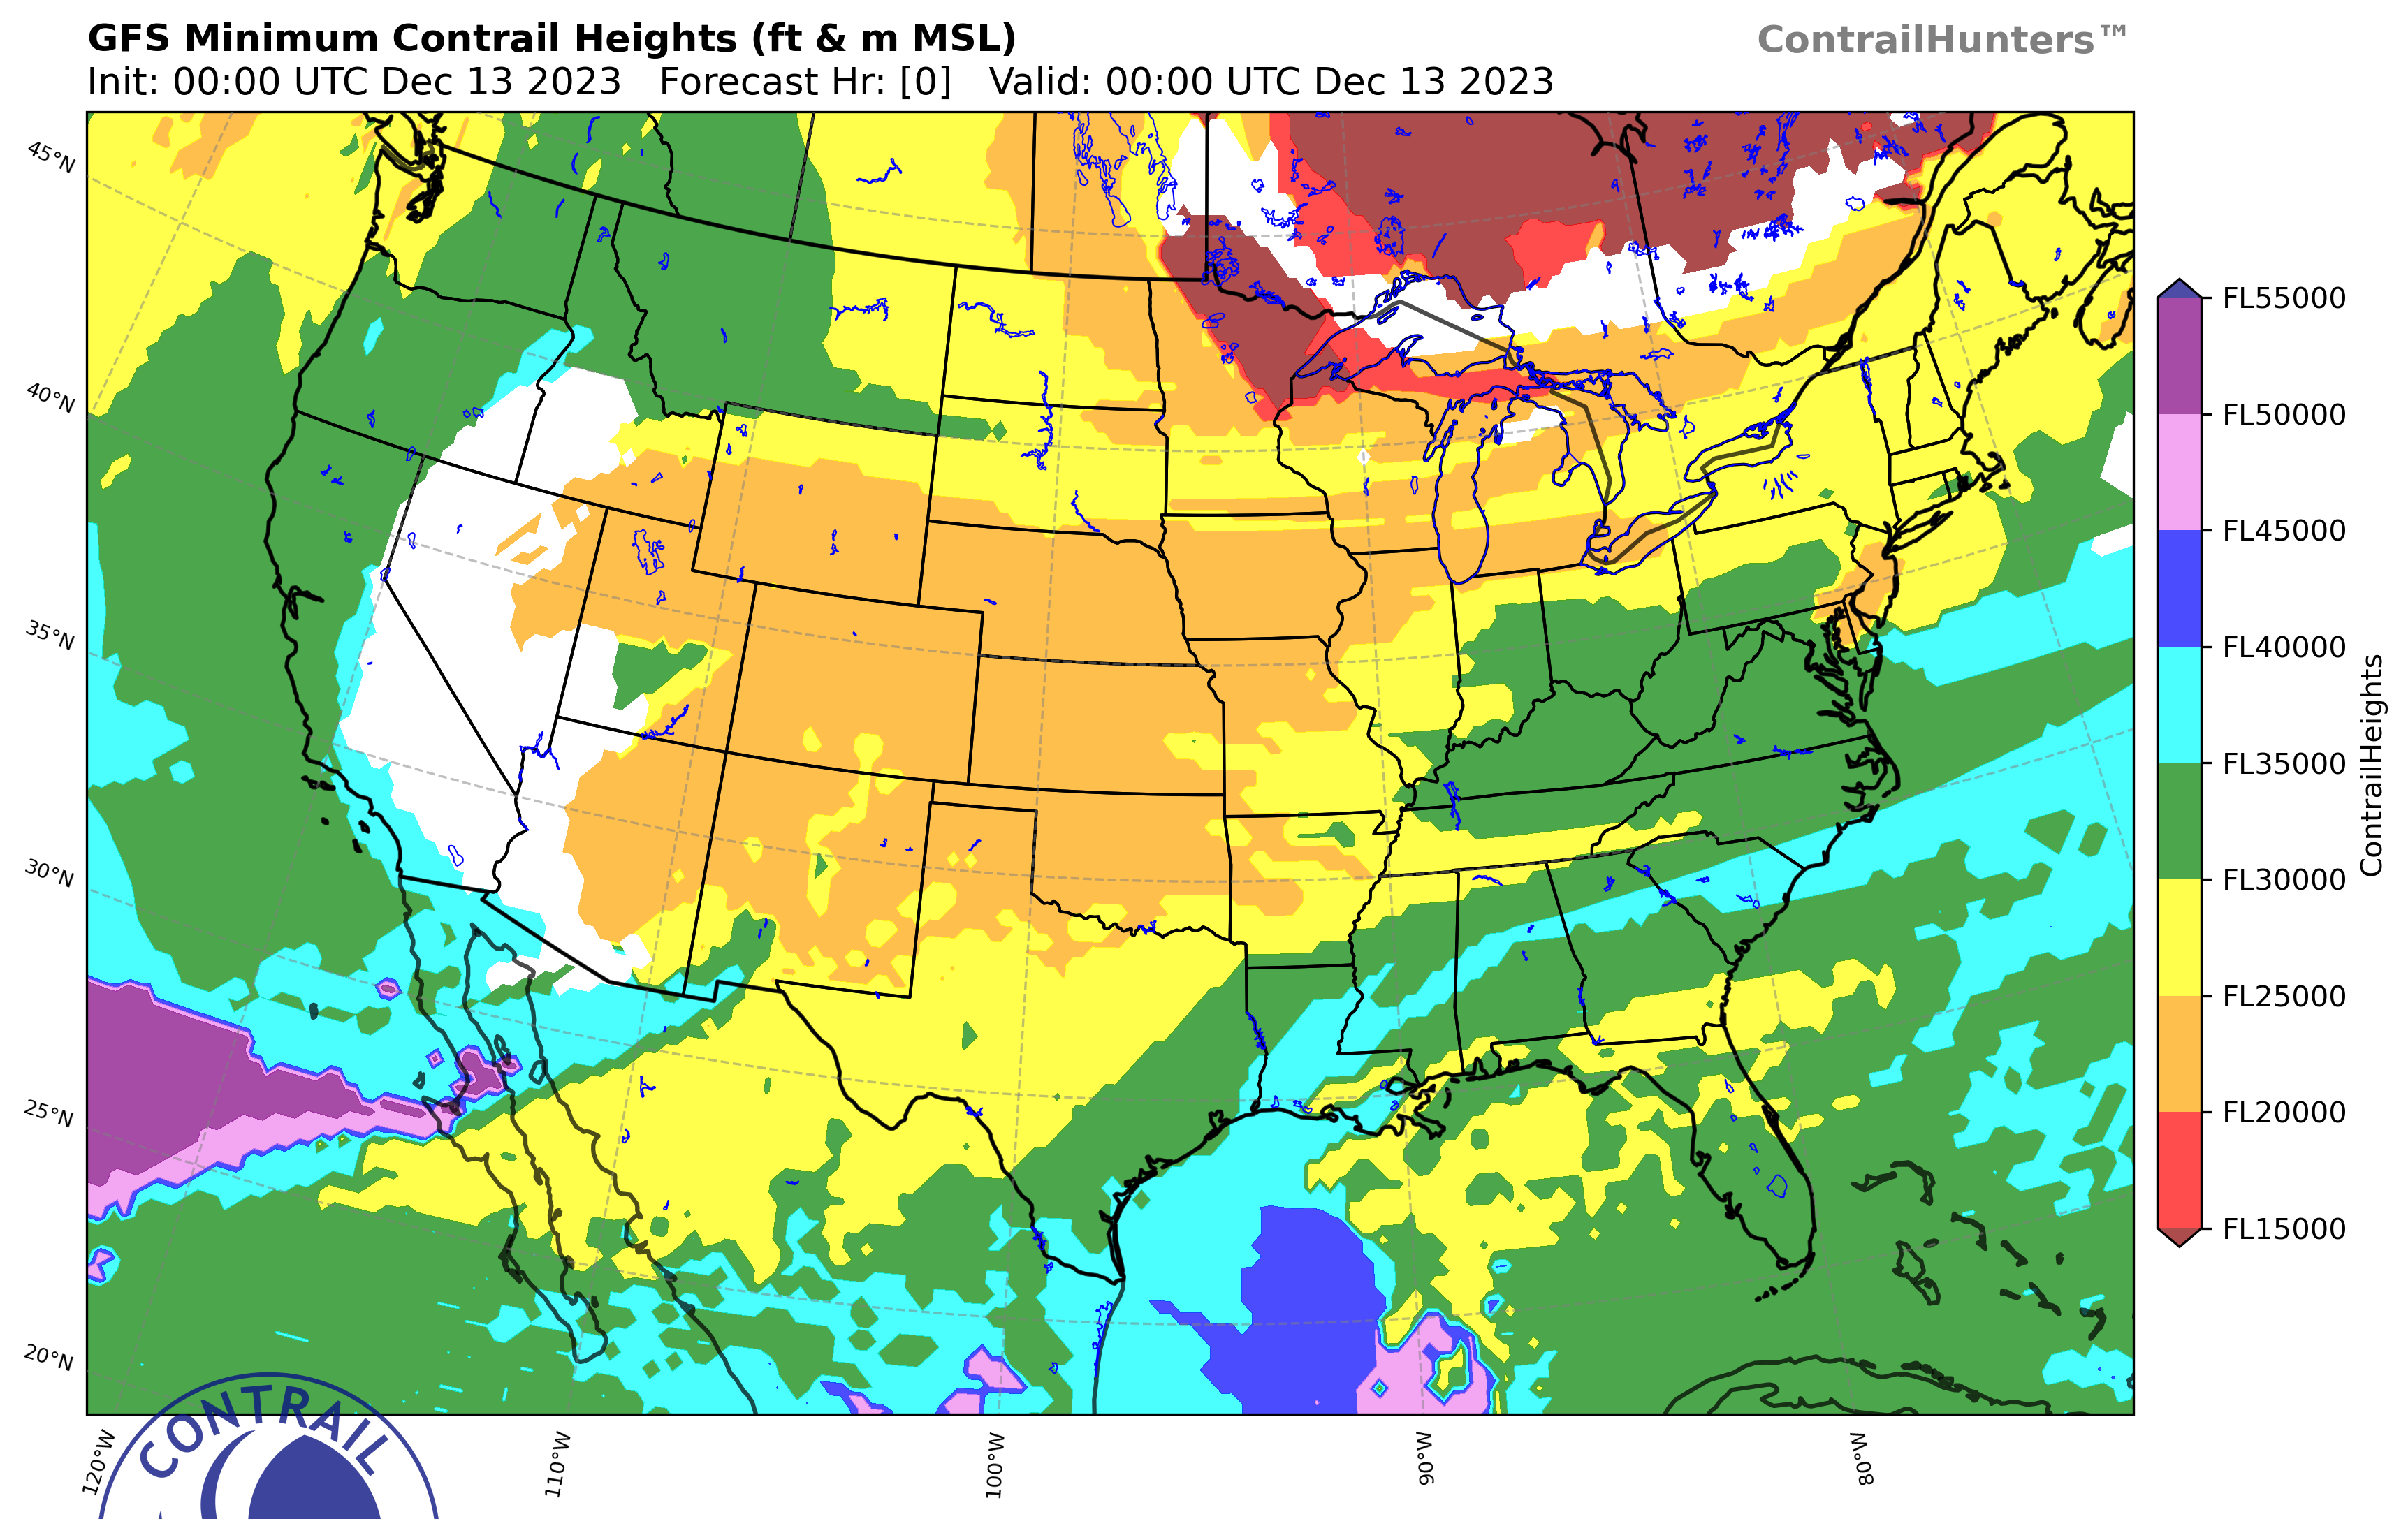 GFS Minimum Contrail Heights (ft & m MSL)
ContrailHunters™
Init: 00:00 UTC Dec 13 2023 Forecast Hr: [0] Valid: 00:00 UTC Dec 13 2023
45°N
40°N
35°N
30°N
25°N
20°N
120°W
110°W
100°W
90°W
80°W
FL55000
FL50000
FL45000
FL40000
FL35000
FL30000
FL25000
FL20000
FL15000
ContrailHeights
CONTRAIL